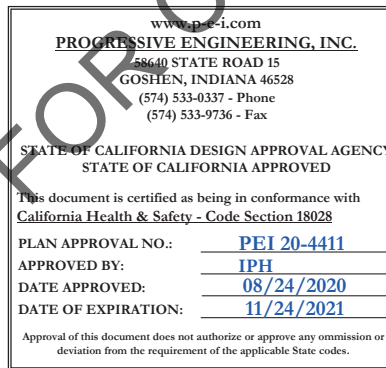 www.p-e-i.com
PROGRESSIVE ENGINEERING, INC.
58640 STATE ROAD 15
GOSHEN, INDIANA 46528
(574) 533-0337 - Phone
(574) 533-9736 - Fax
STATE OF CALIFORNIA DESIGN APPROVAL AGENCY
STATE OF CALIFORNIA APPROVED
This document is certified as being in conformance with
California Health & Safety - Code Section 18028
PLAN APPROVAL NO.: PEI 20-4411
APPROVED BY: IPH
DATE APPROVED: 08/24/2020
DATE OF EXPIRATION: 11/24/2021
Approval of this document does not authorize or approve any ommission or
deviation from the requirement of the applicable State codes.
FOR